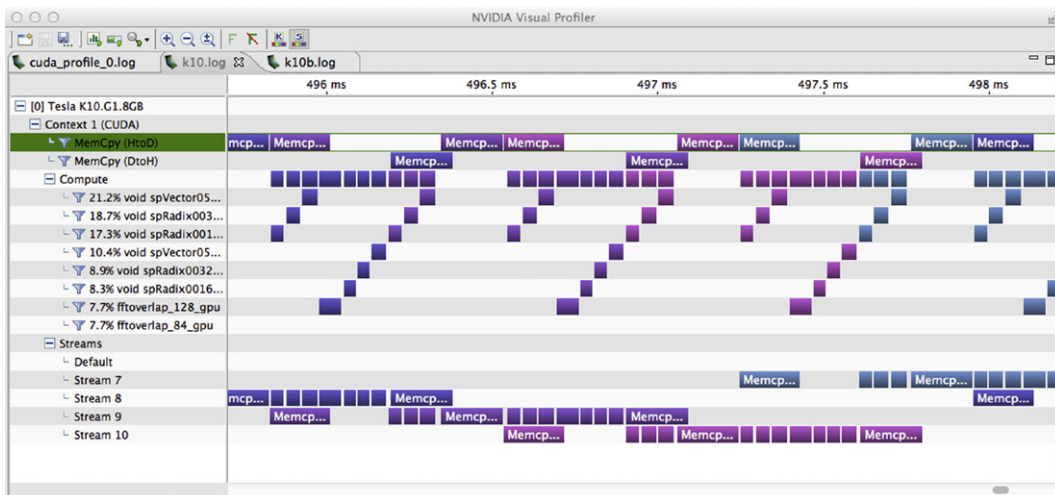 NVIDIA Visual Profiler
F K S
cuda_profile_0.log k10.log k10b.log
496 ms 496.5 ms 497 ms 497.5 ms 498 ms
[0] Tesla K10.G1.8GB
Context 1 (CUDA)
MemCpy (HtoD) mcp... Memcp... Memcp... Memcp... Memcp... Memcp... Memcp... Memcp...
MemCpy (DtoH) Memcp... Memcp... Memcp...
Compute
21.2% void spVector05...
18.7% void spRadix003...
17.3% void spRadix001...
10.4% void spVector05...
8.9% void spRadix0032...
8.3% void spRadix0016...
7.7% fftoverlap_128_gpu
7.7% fftoverlap_84_gpu
Streams
Default
Stream 7 Memcp... Memcp...
Stream 8 mcp... Memcp... Memcp...
Stream 9 Memcp... Memcp... Memcp...
Stream 10 Memcp... Memcp... Memcp...